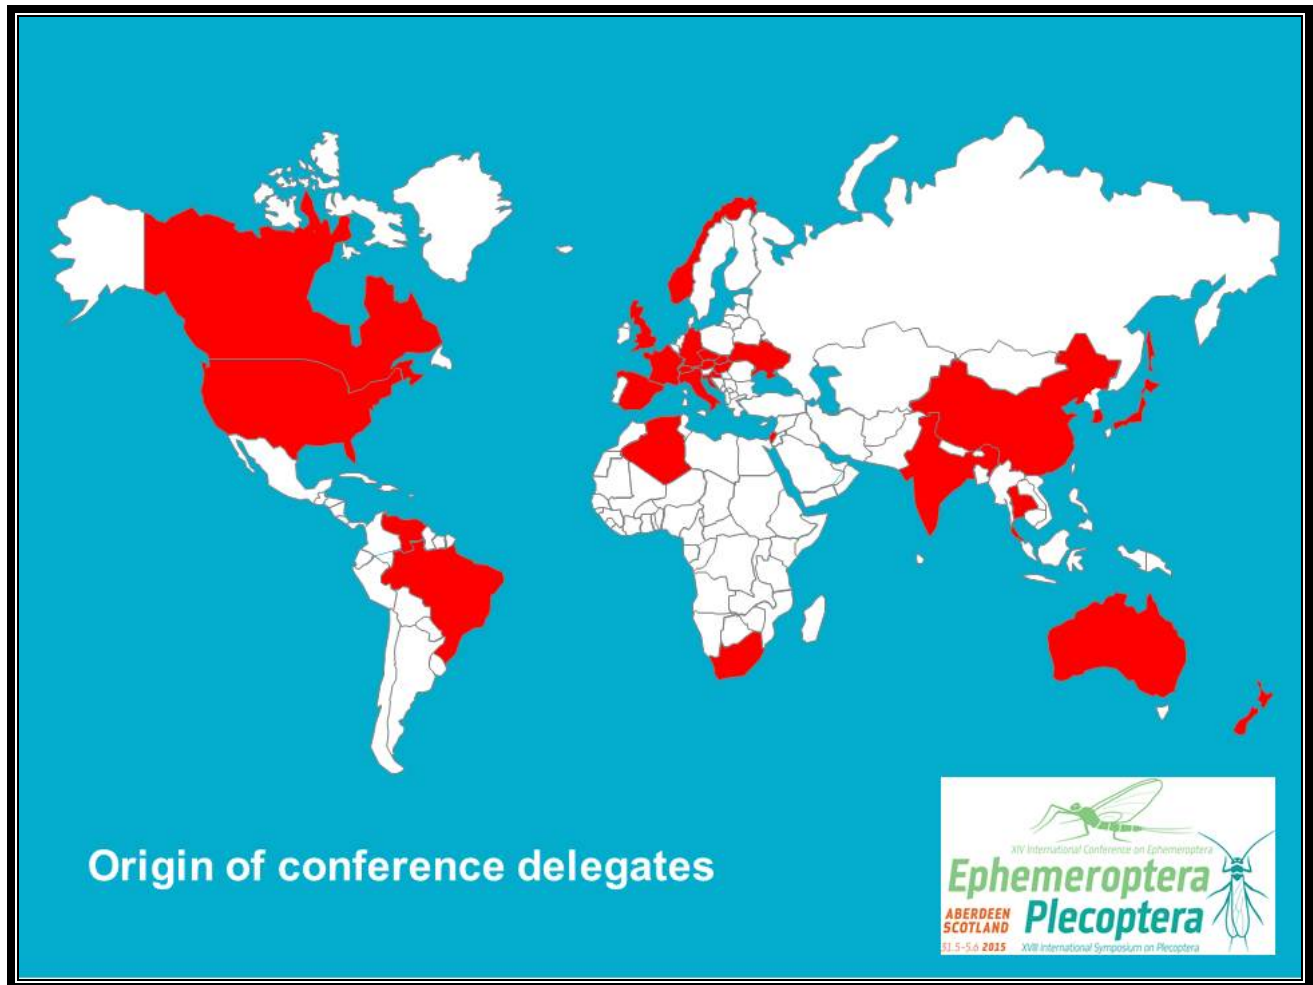 Origin of conference delegates
XIV International Conference on Ephemeroptera
Ephemeroptera
ABERDEEN
SCOTLAND
Plecoptera
31.5-5.6 2015
XVIII International Symposium on Plecoptera